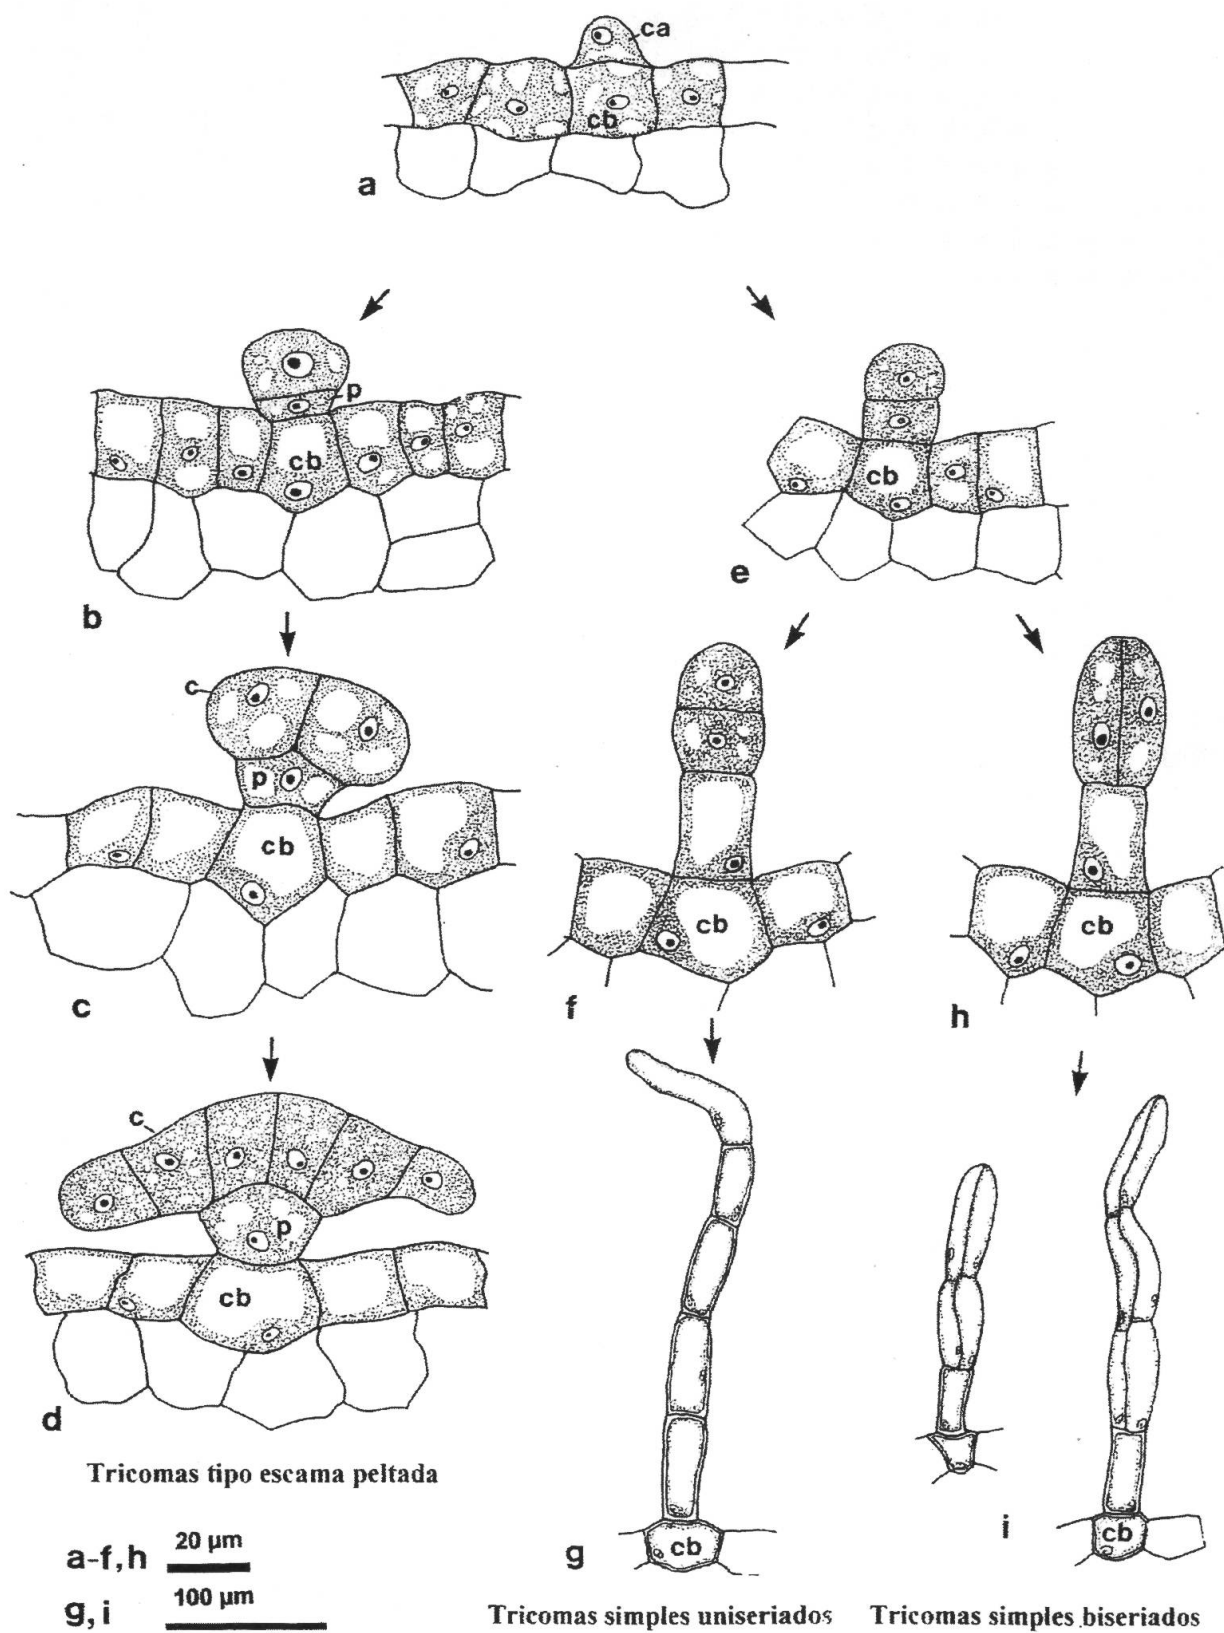 ca
cb
a
p
cb
b
cb
e
c
p
cb
c
cb
f
cb
h
c
p
cb
d
Tricomas tipo escama peltada
a-f,h 20 µm
g,i 100 µm
cb
g
Tricomas simples uniseriados
cb
i
Tricomas simples biseriados